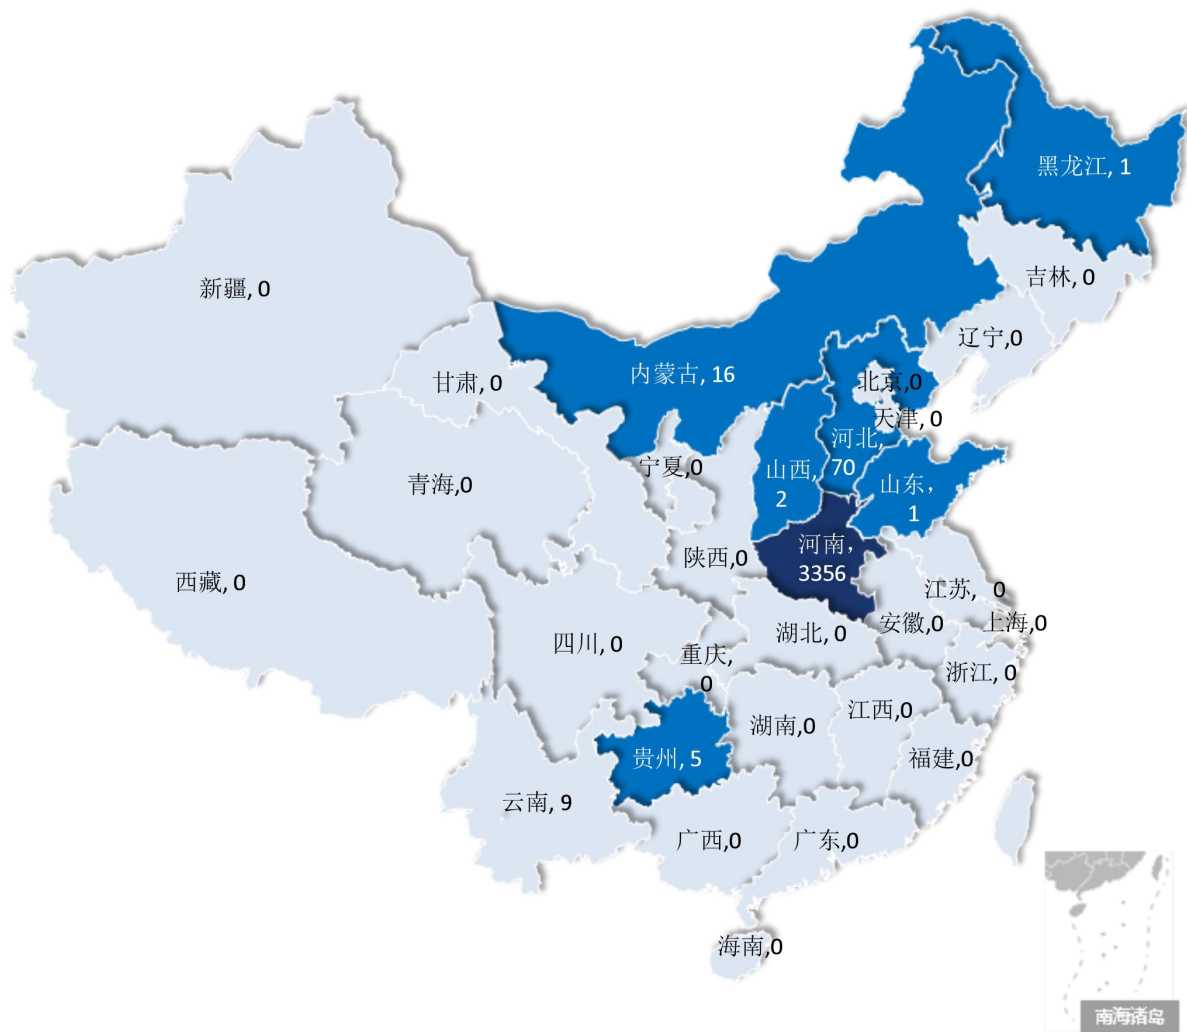 黑龙江, 1
吉林, 0
新疆, 0
辽宁,0
内蒙古, 16
甘肃, 0
北京,0
天津, 0
河北,
70
宁夏,0
山西,
2
山东，
1
青海,0
河南，
3356
陕西,0
西藏, 0
江苏,  0
安徽,0
上海,0
湖北, 0
四川, 0
重庆,
0
浙江, 0
江西,0
湖南,0
贵州, 5
福建,0
云南, 9
广西,0
广东,0
海南,0
南海诸岛